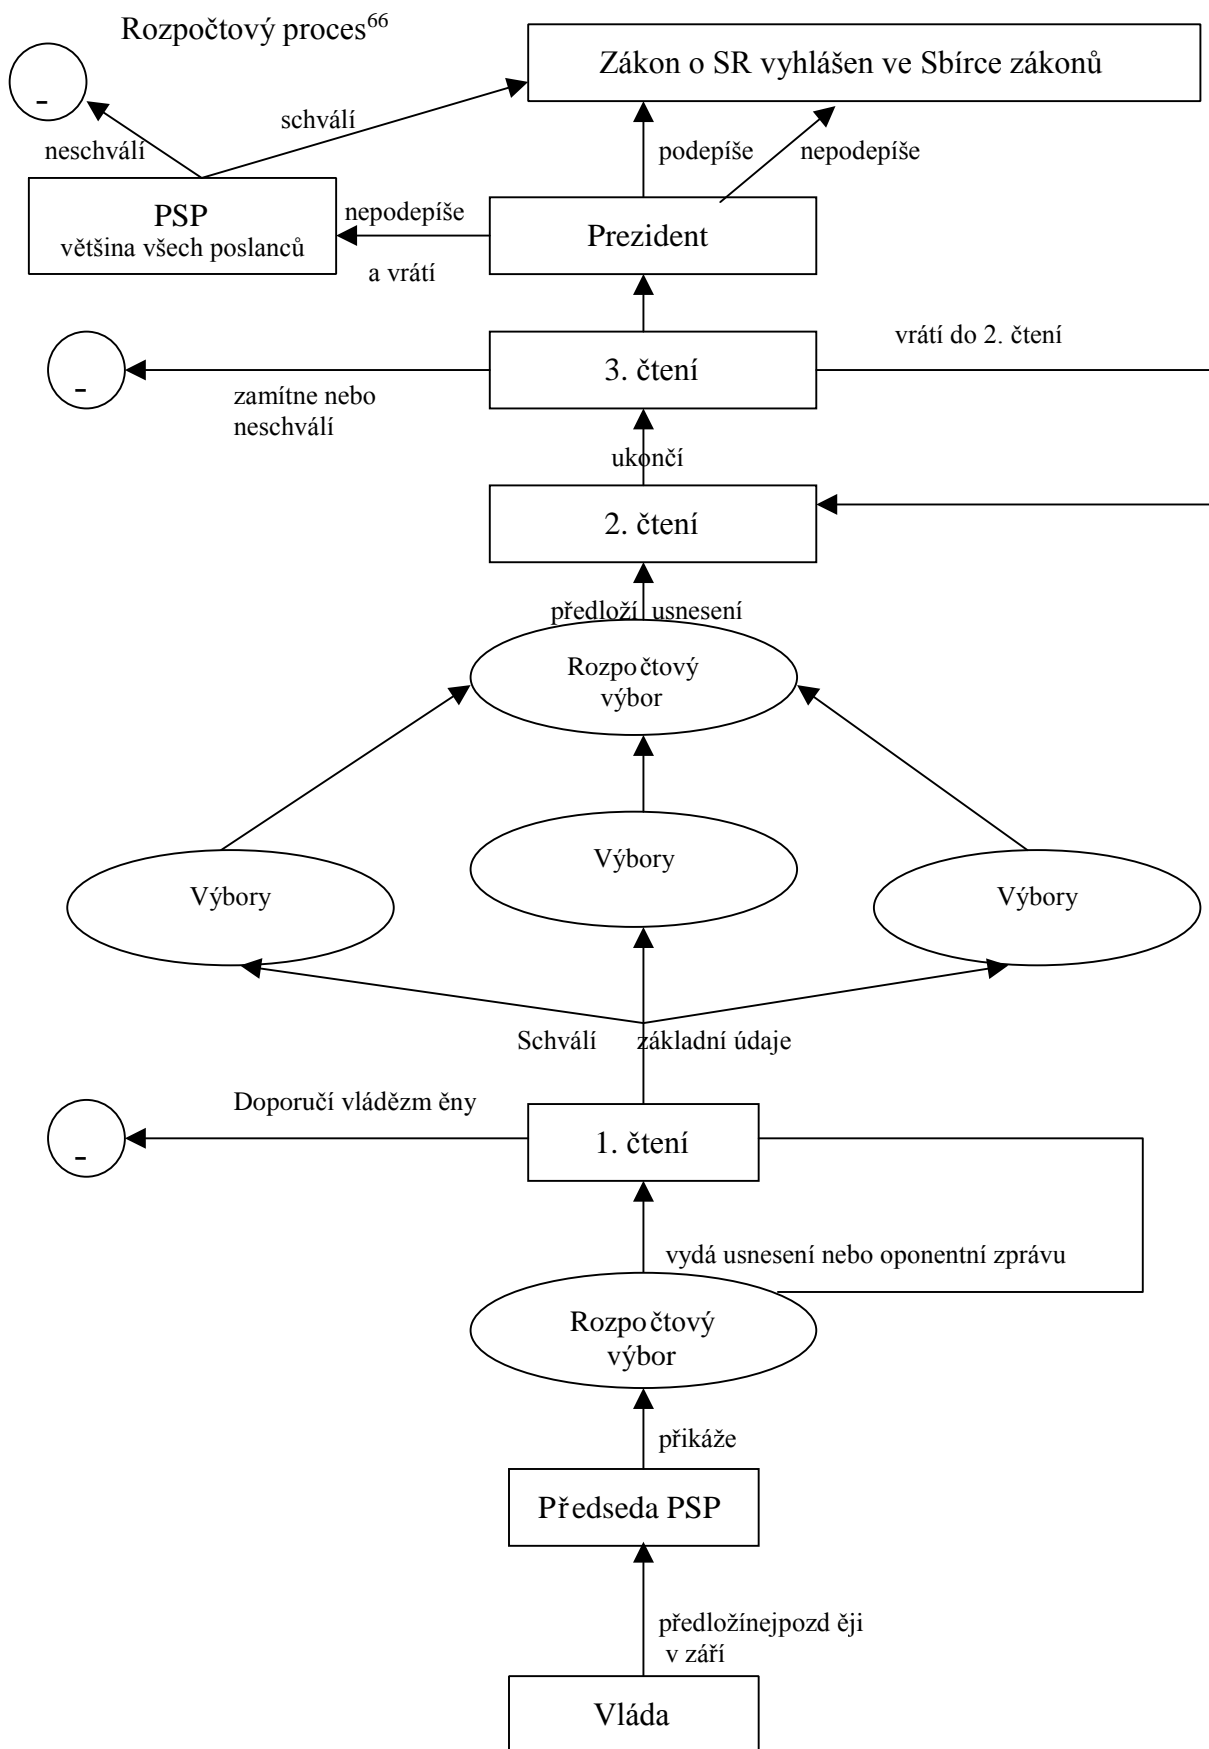 Rozpočtový proces66
Zákon o SR vyhlášen ve Sbírce zákonů
-
schválí
neschválí
podepíše
nepodepíše
PSP
většina všech poslanců
nepodepíše
a vrátí
Prezident
vrátí do 2. čtení
3. čtení
-
zamítne nebo
neschválí
ukončí
2. čtení
předloží usnesení
Rozpočtový
výbor
Výbory
Výbory
Výbory
Schválí základní údaje
Doporučí vládězm ěny
1. čtení
-
vydá usnesení nebo oponentní zprávu
Rozpočtový
výbor
přikáže
Předseda PSP
předložínejpozd ěji
v září
Vláda